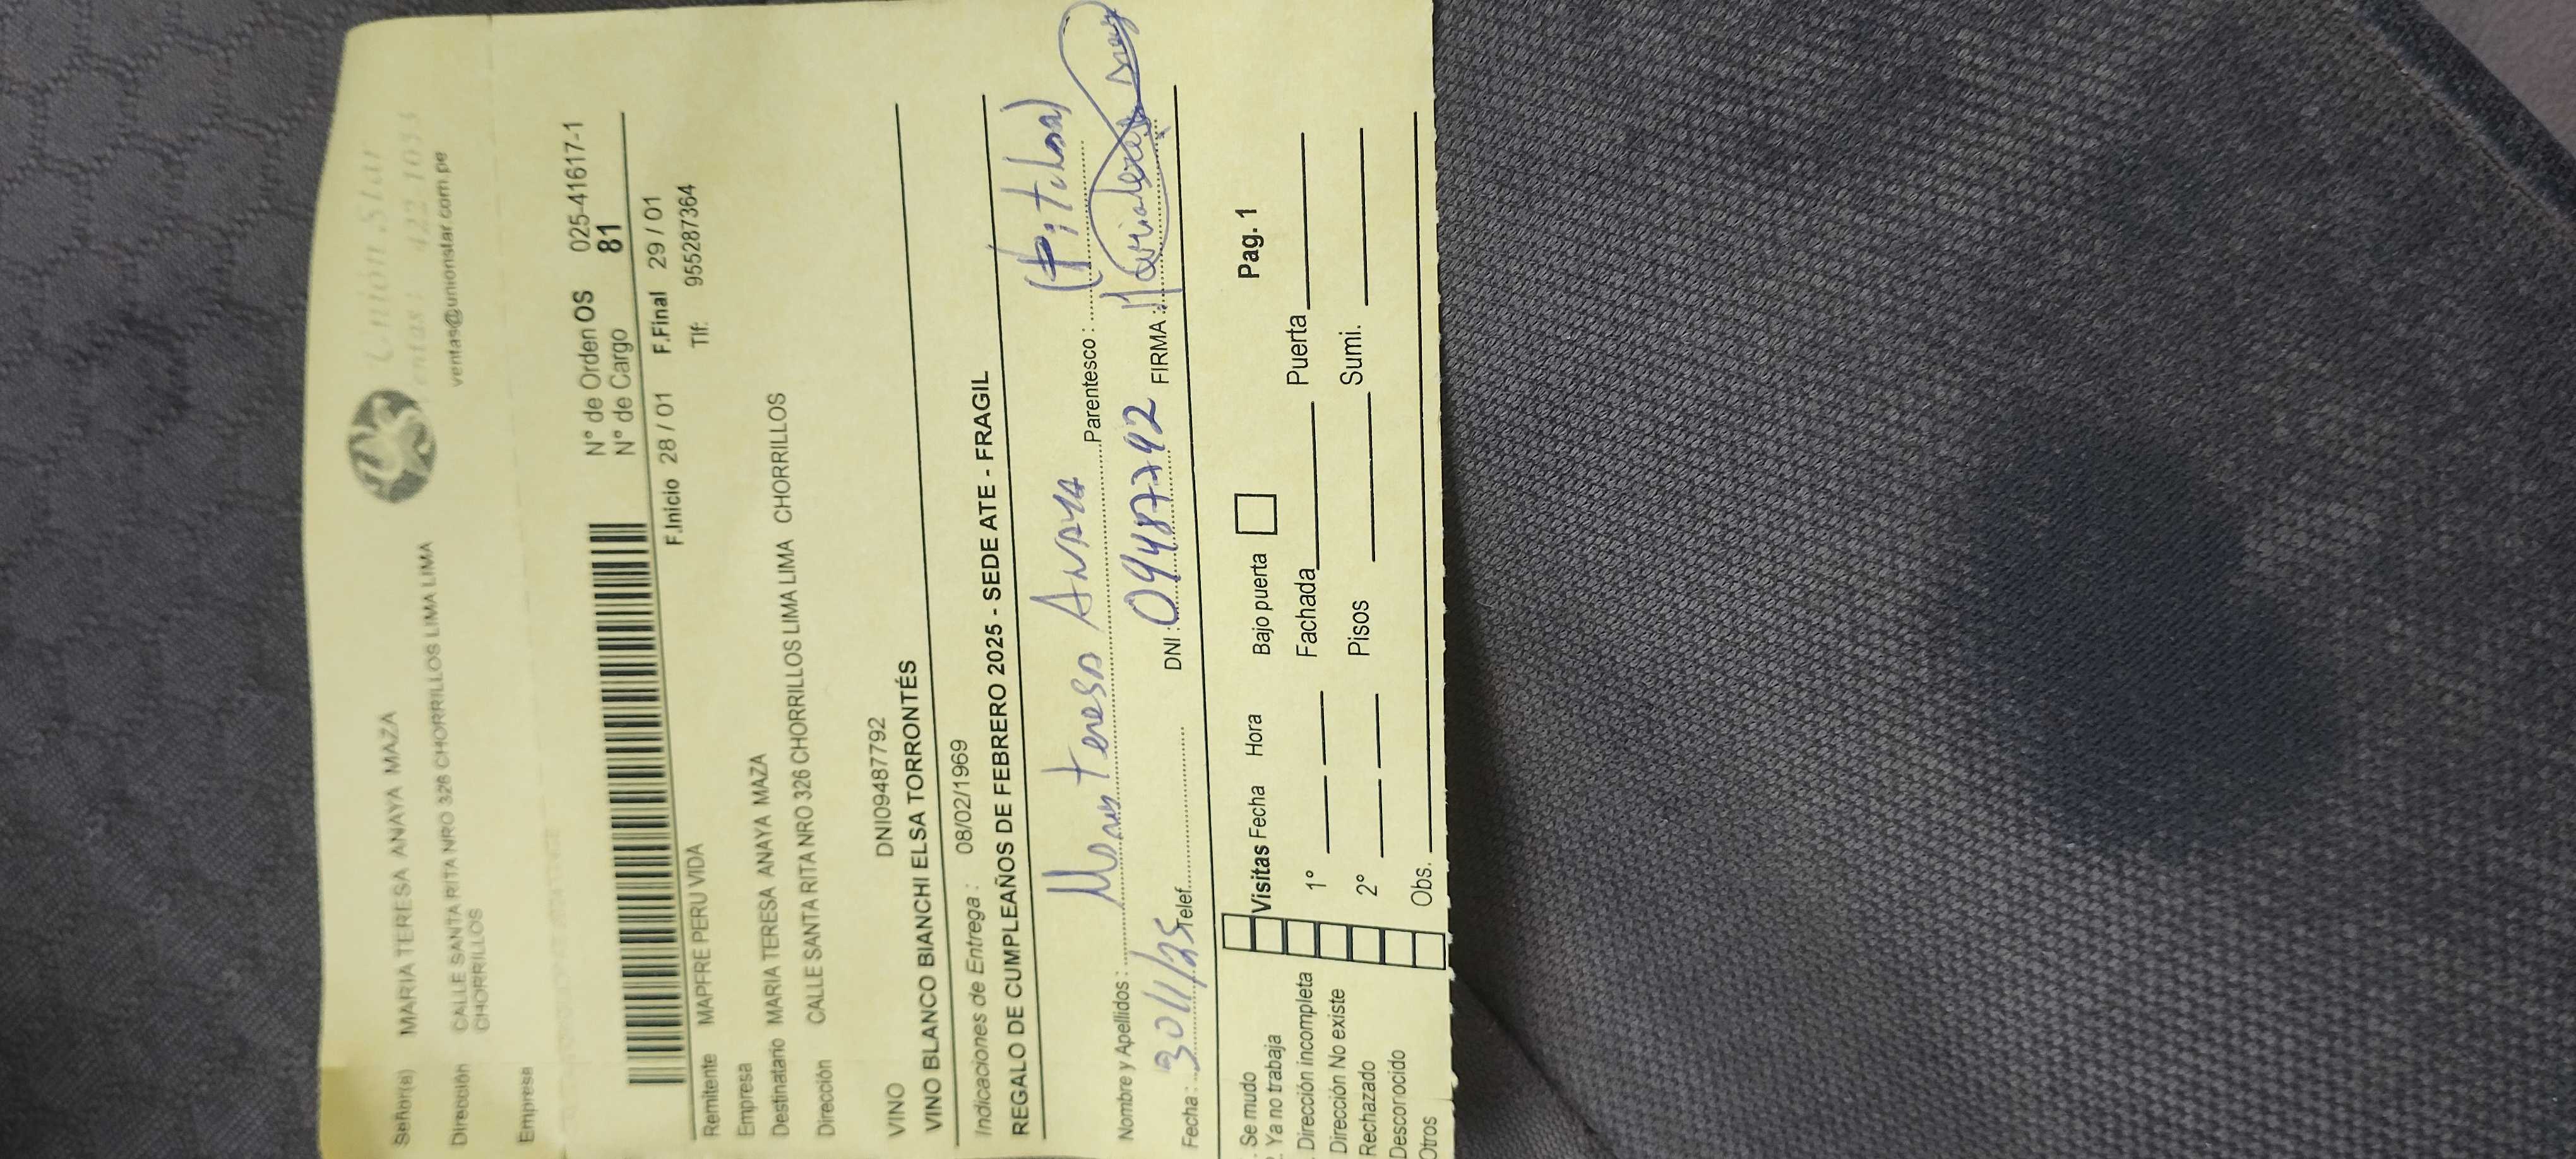 Union Star
Ventas: 422-1033
ventas@unionstar.com.pe
Señor(a) MARIA TERESA ANAYA MAZA
Dirección CALLE SANTA RITA NRO 326 CHORRILLOS LIMA LIMA
CHORRILLOS
Empresa
N° de Orden OS 025-41617-1
N° de Cargo 81
F.Inicio 28 / 01 F.Final 29 / 01
Remitente MAPFRE PERU VIDA Tlf: 955287364
Empresa
Destinatario MARIA TERESA ANAYA MAZA
Dirección CALLE SANTA RITA NRO 326 CHORRILLOS LIMA LIMA CHORRILLOS
VINO DNI09487792
VINO BLANCO BIANCHI ELSA TORRONTÉS
Indicaciones de Entrega : 08/02/1969
REGALO DE CUMPLEAÑOS DE FEBRERO 2025 - SEDE ATE - FRAGIL
Nombre y Apellidos : Teresa Anaya Parentesco : (titular)
Fecha : 30/1/25 Telef. DNI : 09487792 FIRMA :
. Se mudo
2. Ya no trabaja
. Dirección incompleta
Dirección No existe
Rechazado
Desconocido
Otros
Visitas Fecha Hora Bajo puerta Pag. 1
1° Fachada Puerta
2° Pisos Sumi.
Obs.